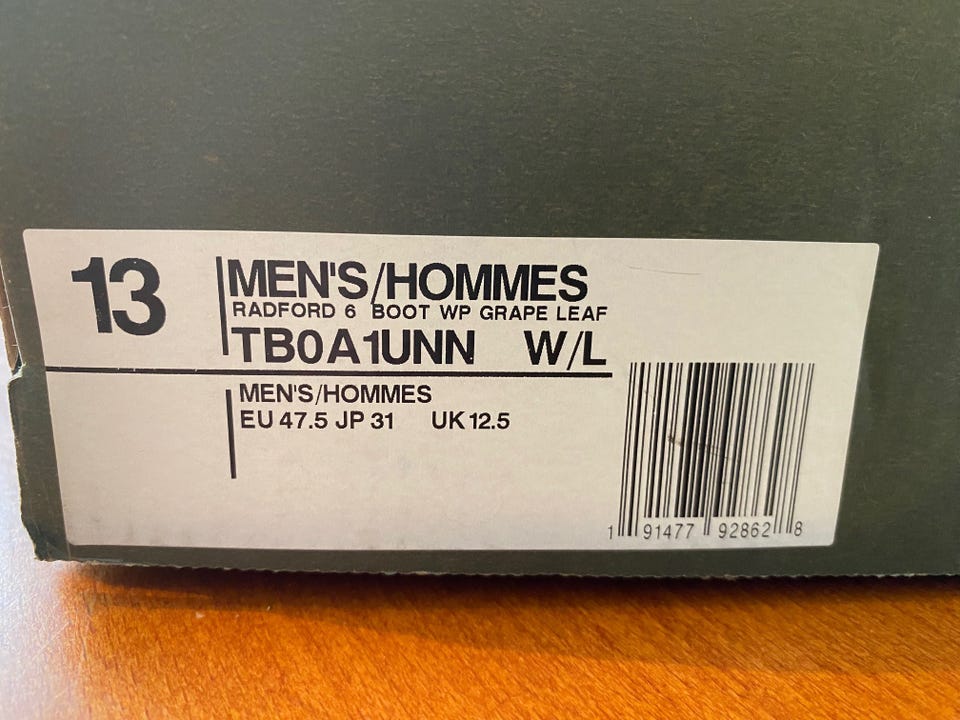 13
MEN'S/HOMMES
RADFORD 6 BOOT WP GRAPE LEAF
TB0A1UNN W/L
MEN'S/HOMMES
EU 47.5 JP 31 UK 12.5
1 91477 92862 8